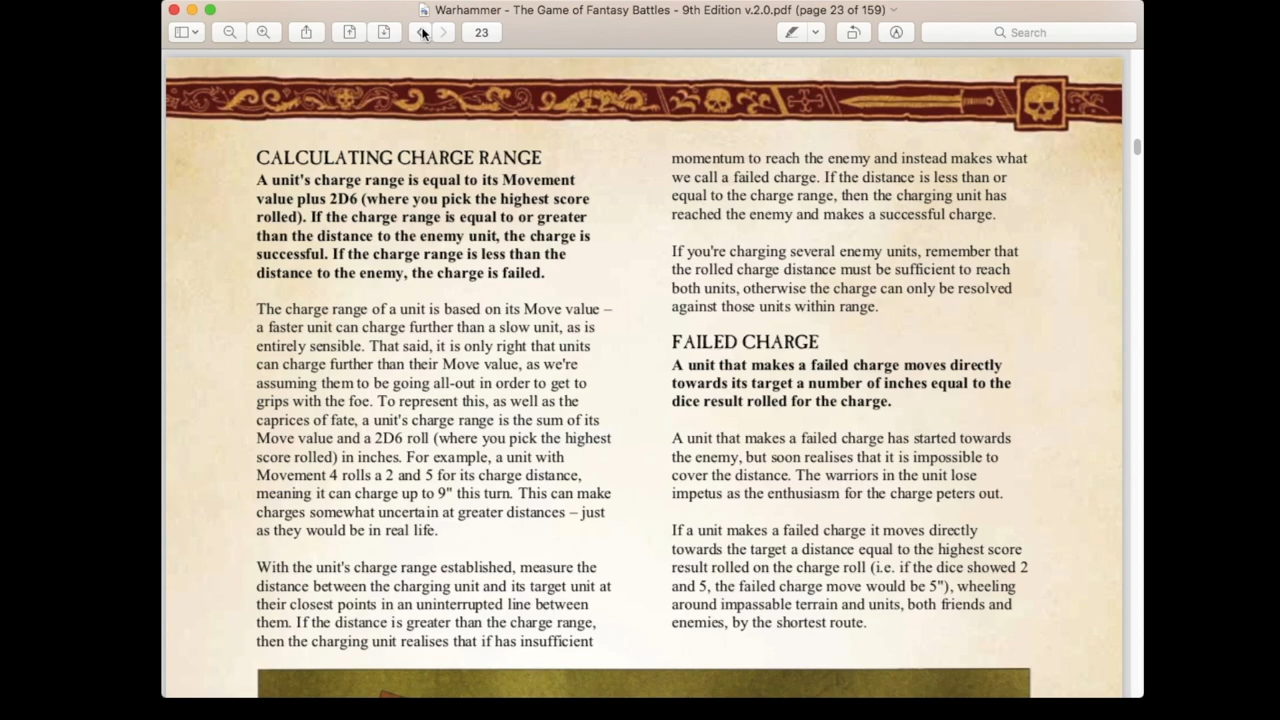 Warhammer - The Game of Fantasy Battles - 9th Edition v.2.0.pdf (page 23 of 159)
23
Search
CALCULATING CHARGE RANGE
A unit's charge range is equal to its Movement
value plus 2D6 (where you pick the highest score
rolled). If the charge range is equal to or greater
than the distance to the enemy unit, the charge is
successful. If the charge range is less than the
distance to the enemy, the charge is failed.
The charge range of a unit is based on its Move value –
a faster unit can charge further than a slow unit, as is
entirely sensible. That said, it is only right that units
can charge further than their Move value, as we're
assuming them to be going all-out in order to get to
grips with the foe. To represent this, as well as the
caprices of fate, a unit's charge range is the sum of its
Move value and a 2D6 roll (where you pick the highest
score rolled) in inches. For example, a unit with
Movement 4 rolls a 2 and 5 for its charge distance,
meaning it can charge up to 9" this turn. This can make
charges somewhat uncertain at greater distances – just
as they would be in real life.
With the unit's charge range established, measure the
distance between the charging unit and its target unit at
their closest points in an uninterrupted line between
them. If the distance is greater than the charge range,
then the charging unit realises that if has insufficient
momentum to reach the enemy and instead makes what
we call a failed charge. If the distance is less than or
equal to the charge range, then the charging unit has
reached the enemy and makes a successful charge.
If you're charging several enemy units, remember that
the rolled charge distance must be sufficient to reach
both units, otherwise the charge can only be resolved
against those units within range.
FAILED CHARGE
A unit that makes a failed charge moves directly
towards its target a number of inches equal to the
dice result rolled for the charge.
A unit that makes a failed charge has started towards
the enemy, but soon realises that it is impossible to
cover the distance. The warriors in the unit lose
impetus as the enthusiasm for the charge peters out.
If a unit makes a failed charge it moves directly
towards the target a distance equal to the highest score
result rolled on the charge roll (i.e. if the dice showed 2
and 5, the failed charge move would be 5"), wheeling
around impassable terrain and units, both friends and
enemies, by the shortest route.